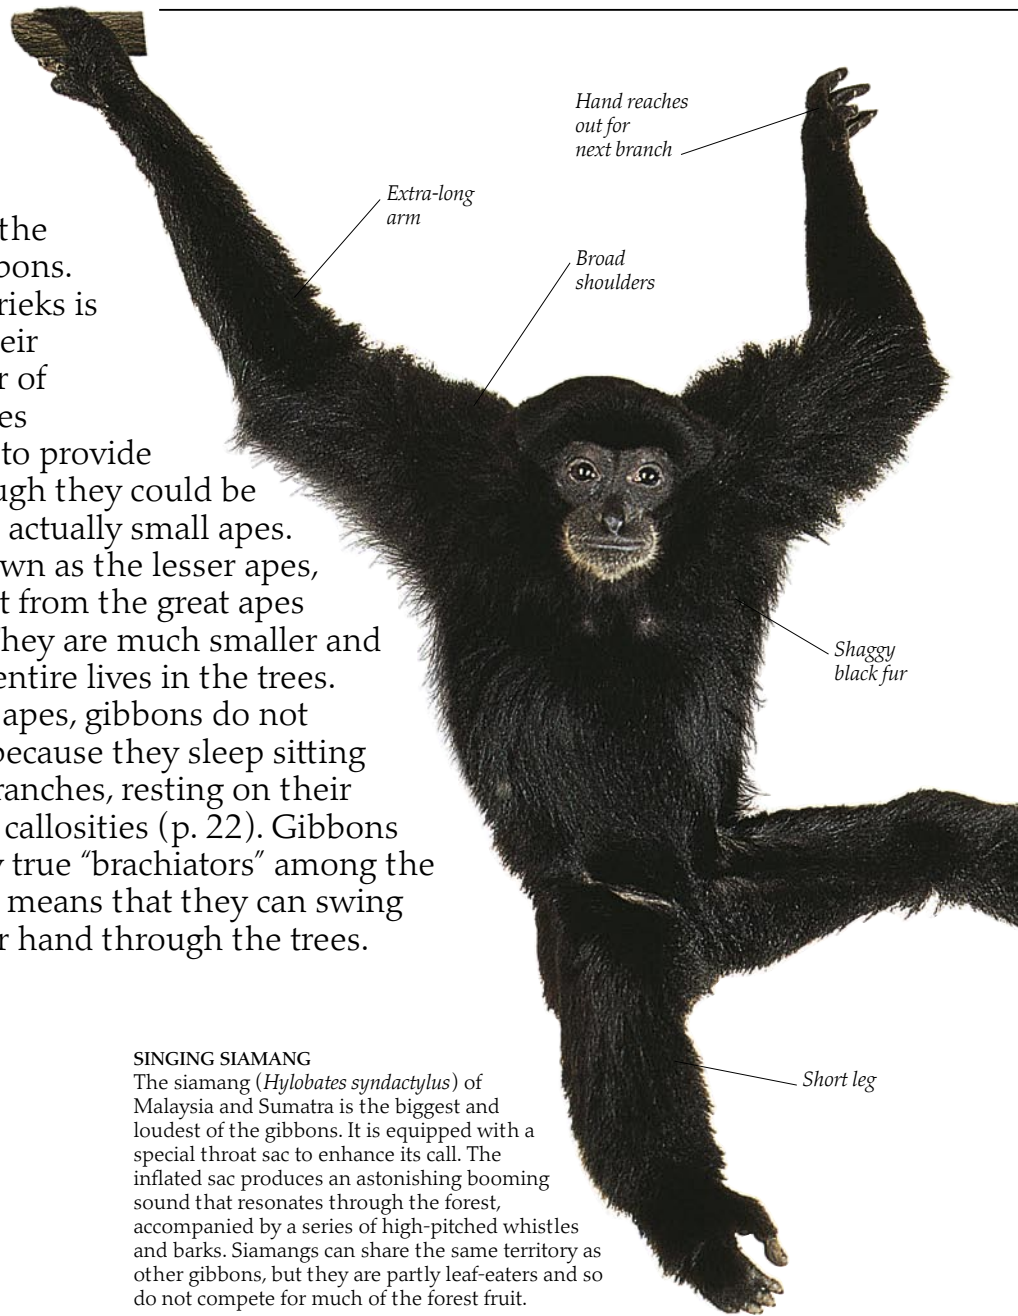 Hand reaches
out for
next branch
Extra-long
arm
Broad
shoulders
the
bons.
rieks is
eir
r of
es
to provide
ugh they could be
actually small apes.
wn as the lesser apes,
t from the great apes
hey are much smaller and
entire lives in the trees.
apes, gibbons do not
because they sleep sitting
ranches, resting on their
callosities (p. 22). Gibbons
y true “brachiators” among the
means that they can swing
r hand through the trees.
Shaggy
black fur
Short leg
SINGING SIAMANG
The siamang (Hylobates syndactylus) of
Malaysia and Sumatra is the biggest and
loudest of the gibbons. It is equipped with a
special throat sac to enhance its call. The
inflated sac produces an astonishing booming
sound that resonates through the forest,
accompanied by a series of high-pitched whistles
and barks. Siamangs can share the same territory as
other gibbons, but they are partly leaf-eaters and so
do not compete for much of the forest fruit.